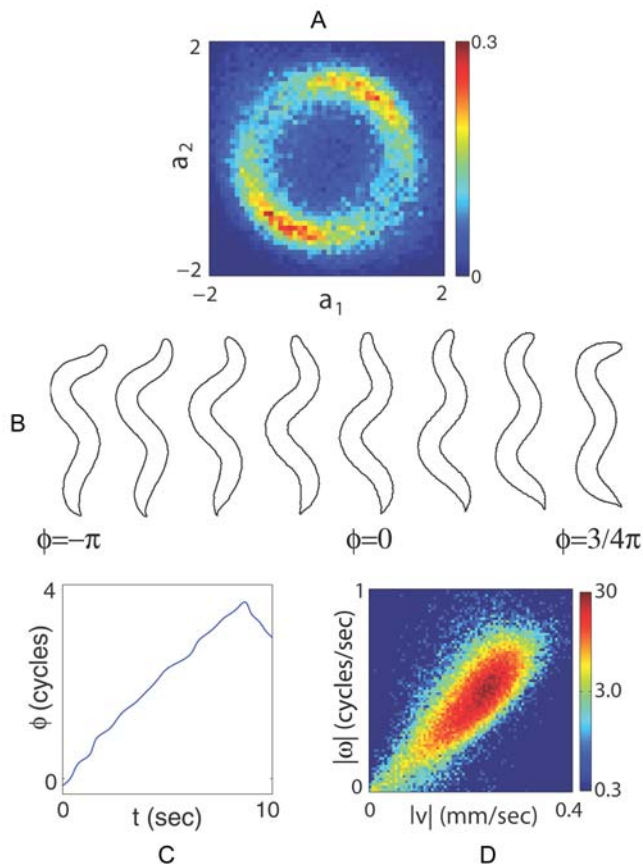 A
2
a2
−2
−2
a1
2
0.3
0
B
ϕ=−π
ϕ=0
ϕ=3/4π
4
ϕ (cycles)
0
0
t (sec)
10
C
1
|ω| (cycles/sec)
0
|v| (mm/sec)
0.4
30
3.0
0.3
D